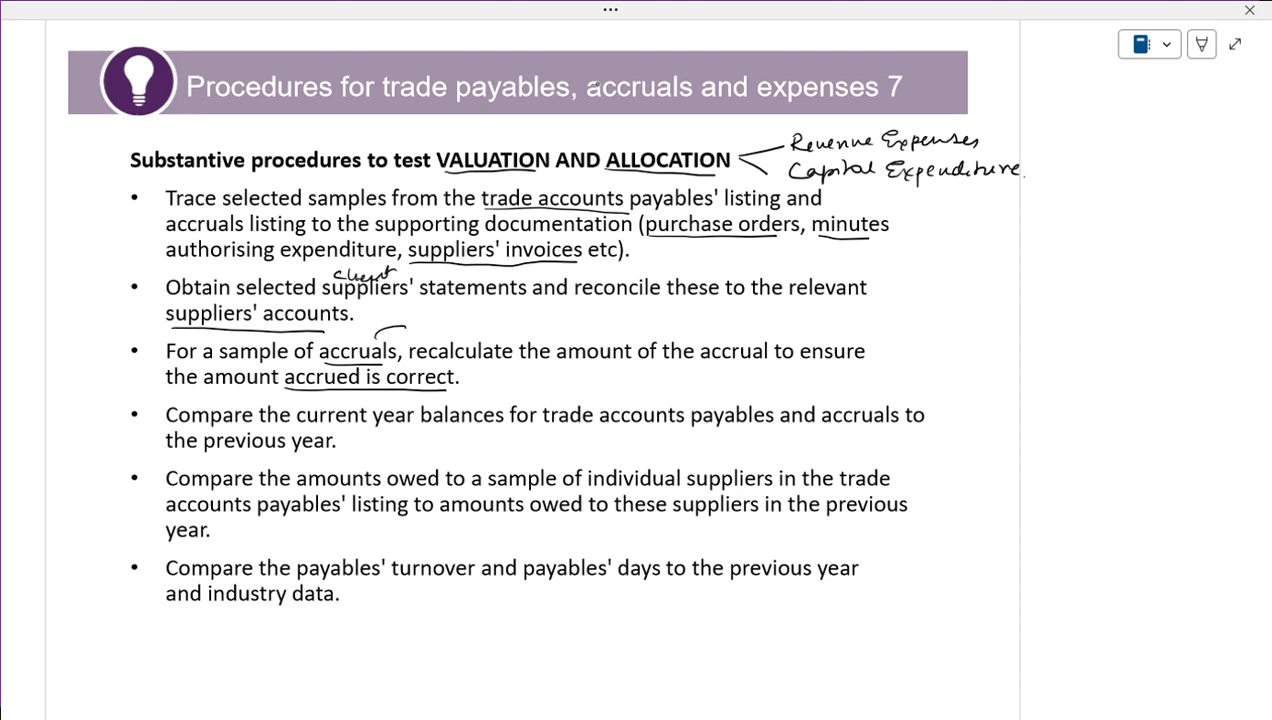 Procedures for trade payables, accruals and expenses 7
Substantive procedures to test VALUATION AND ALLOCATION
Revenue Expenses
Capital Expenditure.
• Trace selected samples from the trade accounts payables' listing and
accruals listing to the supporting documentation (purchase orders, minutes
authorising expenditure, suppliers' invoices etc).
client
• Obtain selected suppliers' statements and reconcile these to the relevant
suppliers' accounts.
• For a sample of accruals, recalculate the amount of the accrual to ensure
the amount accrued is correct.
• Compare the current year balances for trade accounts payables and accruals to
the previous year.
• Compare the amounts owed to a sample of individual suppliers in the trade
accounts payables' listing to amounts owed to these suppliers in the previous
year.
• Compare the payables' turnover and payables' days to the previous year
and industry data.